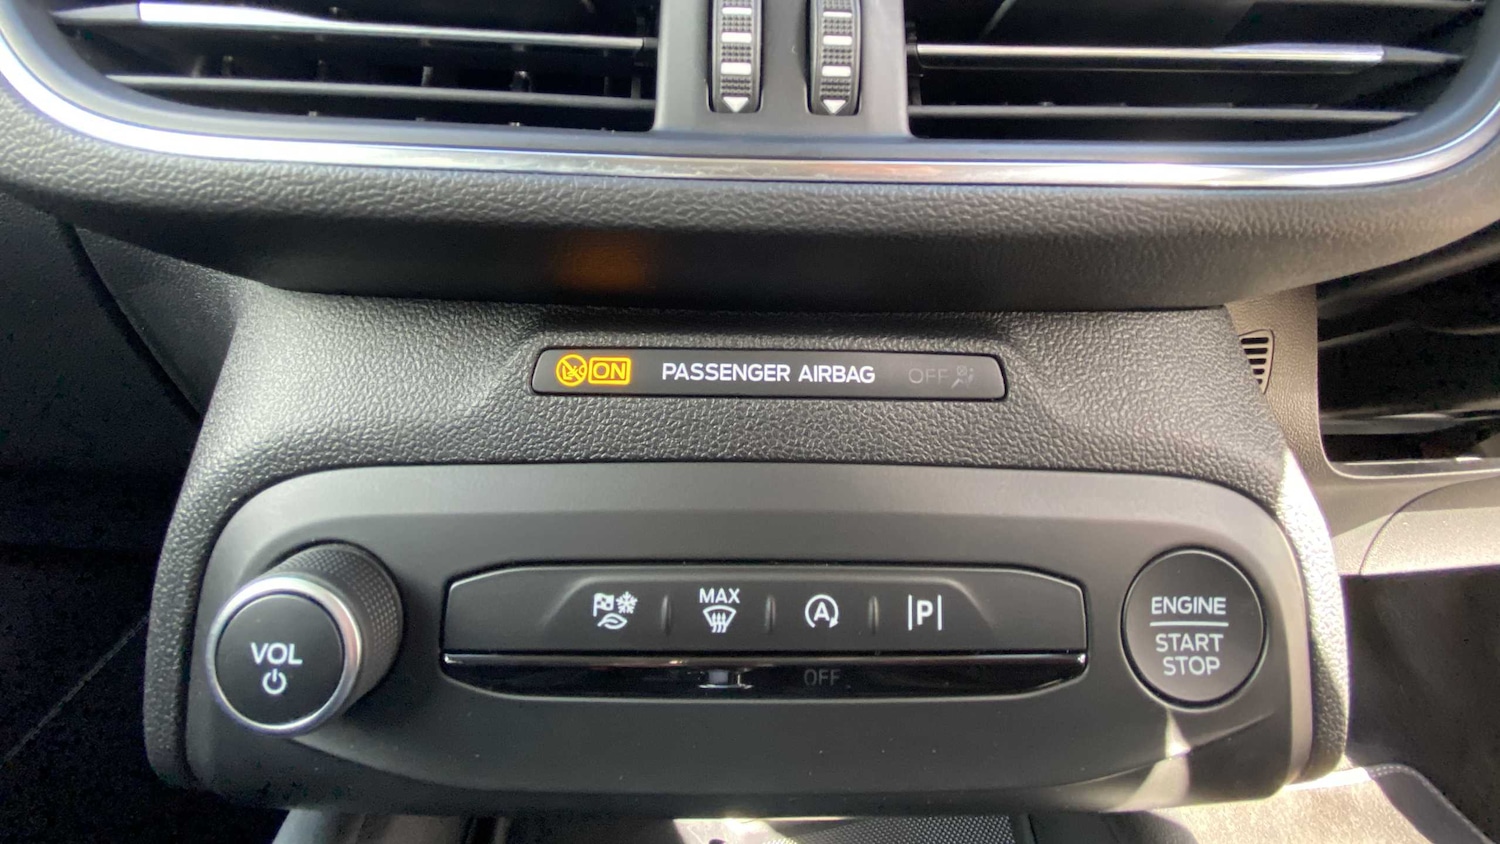 ON PASSENGER AIRBAG OFF
MAX
A
P
VOL
ENGINE
START
STOP
OFF